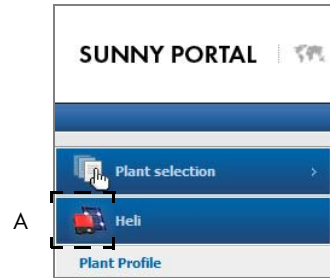 SUNNY PORTAL
Plant selection
A
Heli
Plant Profile